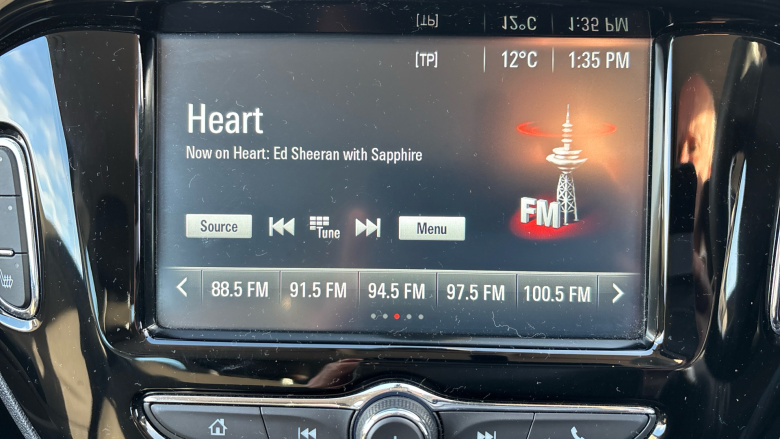 [TP] 12°C 1:35 PM
Heart
Now on Heart: Ed Sheeran with Sapphire
FM
Source Tune Menu
88.5 FM 91.5 FM 94.5 FM 97.5 FM 100.5 FM